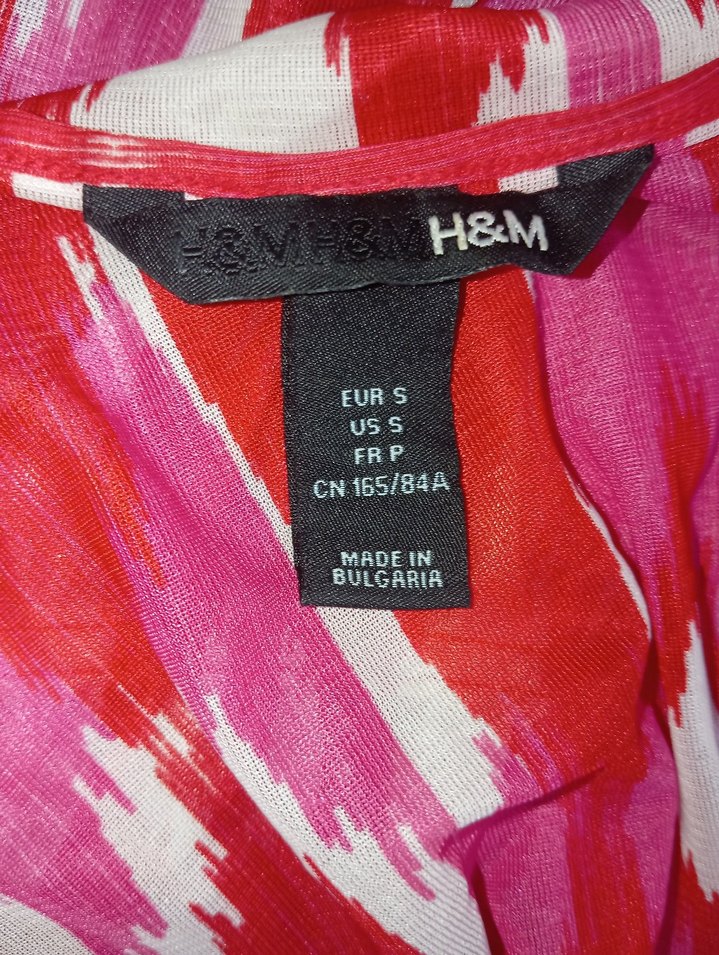 H&M H&M H&M
EUR S
US S
FR P
CN 165/84A
MADE IN
BULGARIA